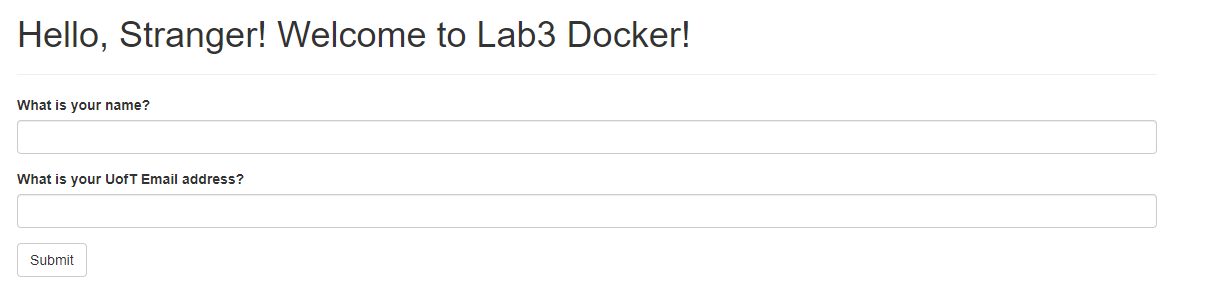 Hello, Stranger! Welcome to Lab3 Docker!
What is your name?
What is your UofT Email address?
Submit